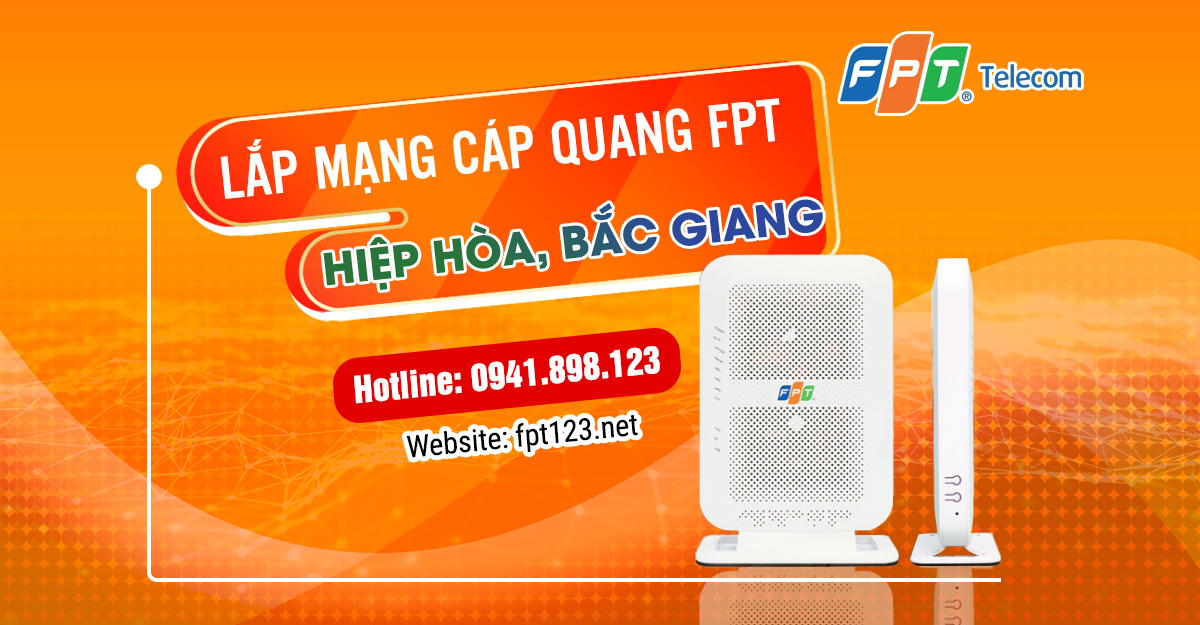 FPT® Telecom
LẮP MẠNG CÁP QUANG FPT
HIỆP HÒA, BẮC GIANG
Hotline: 0941.898.123
Website: fpt123.net
FPT